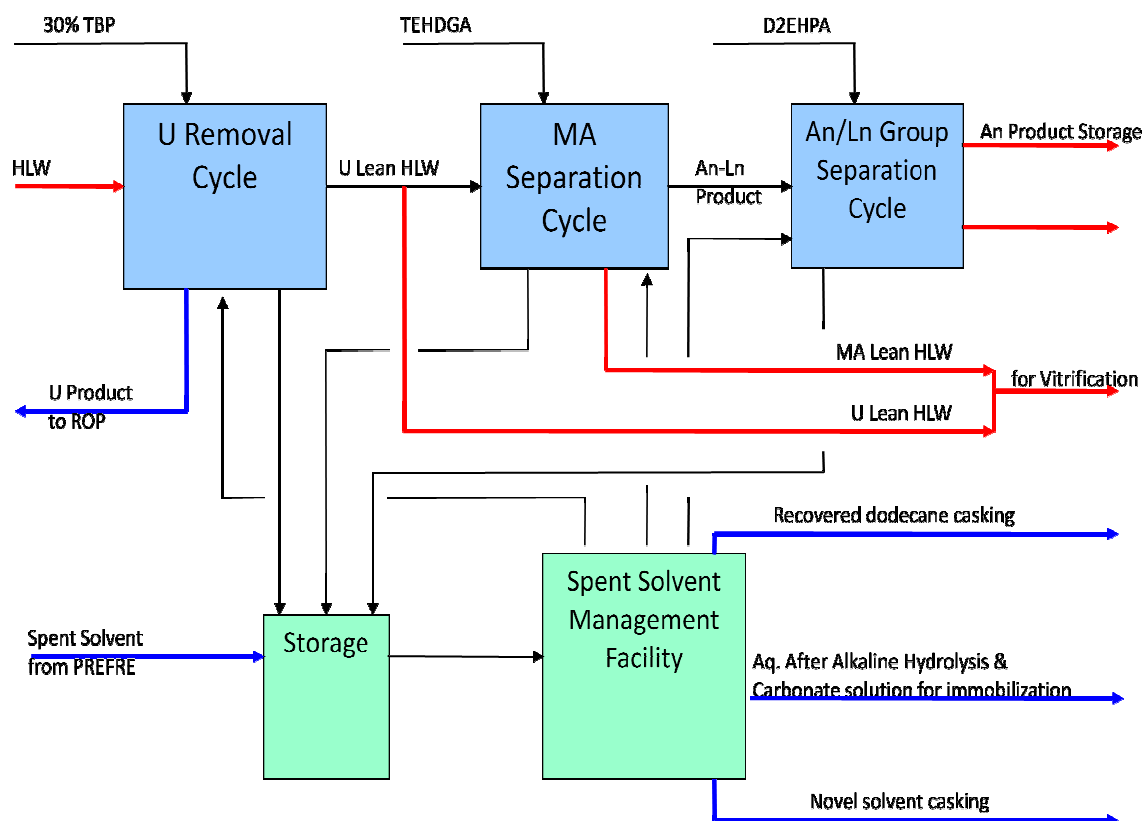 30% TBP
TEHDGA
D2EHPA
U Removal
Cycle
MA
Separation
Cycle
An/Ln Group
Separation
Cycle
An Product Storage
HLW
U Lean HLW
An-Ln
Product
MA Lean HLW
for Vitrification
U Product
to ROP
U Lean HLW
Recovered dodecane casking
Spent Solvent
Management
Facility
Storage
Spent Solvent
from PREFRE
Aq. After Alkaline Hydrolysis &
Carbonate solution for immobilization
Novel solvent casking